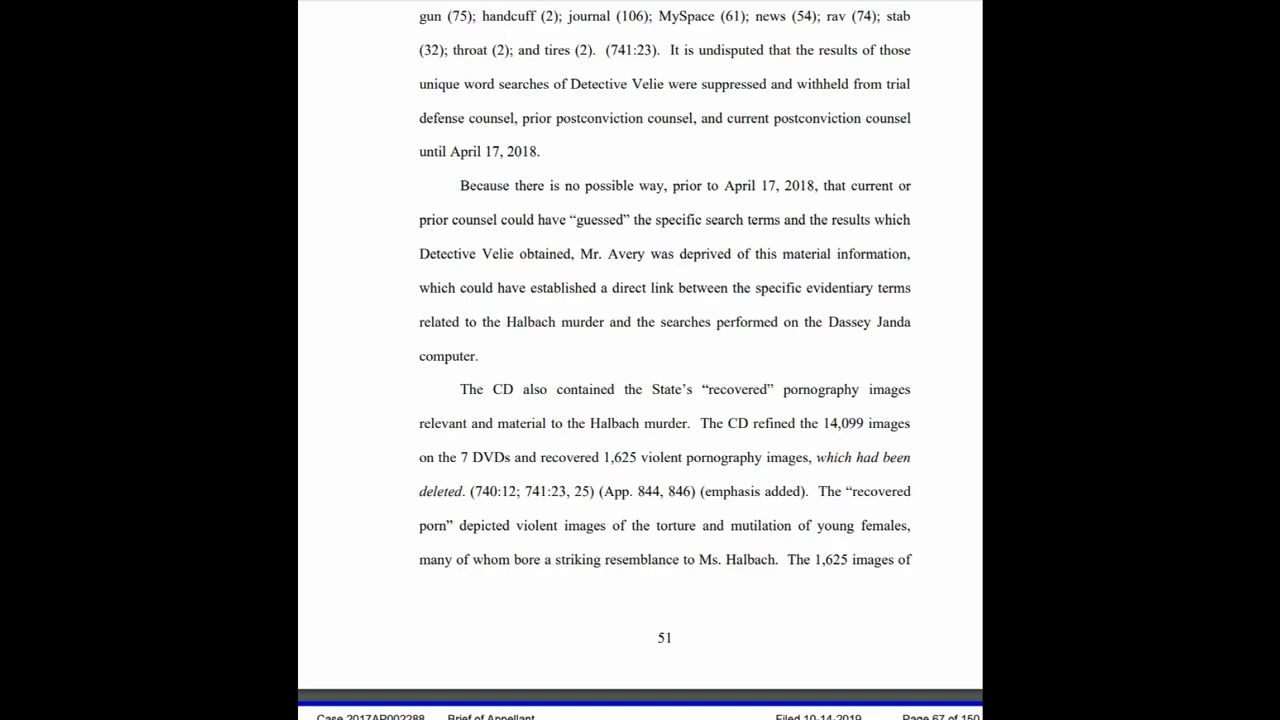 gun (75); handcuff (2); journal (106); MySpace (61); news (54); rav (74); stab
(32); throat (2); and tires (2). (741:23). It is undisputed that the results of those
unique word searches of Detective Velie were suppressed and withheld from trial
defense counsel, prior postconviction counsel, and current postconviction counsel
until April 17, 2018.
Because there is no possible way, prior to April 17, 2018, that current or
prior counsel could have “guessed” the specific search terms and the results which
Detective Velie obtained, Mr. Avery was deprived of this material information,
which could have established a direct link between the specific evidentiary terms
related to the Halbach murder and the searches performed on the Dassey Janda
computer.
The CD also contained the State’s “recovered” pornography images
relevant and material to the Halbach murder. The CD refined the 14,099 images
on the 7 DVDs and recovered 1,625 violent pornography images, which had been
deleted. (740:12; 741:23, 25) (App. 844, 846) (emphasis added). The “recovered
porn” depicted violent images of the torture and mutilation of young females,
many of whom bore a striking resemblance to Ms. Halbach. The 1,625 images of
51
Case 2017AP002288 Brief of Appellant Filed 10-14-2019 Page 67 of 150